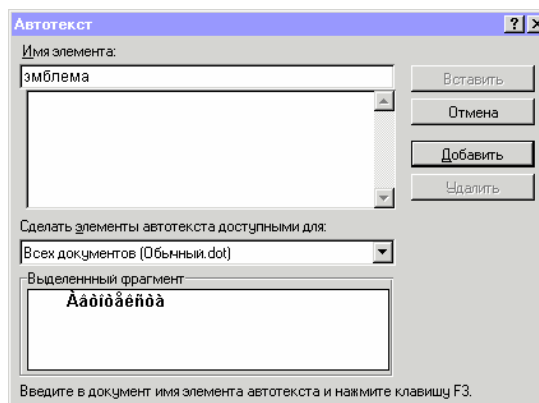 Автотекст
Имя элемента:
эмблема
Вставить
Отмена
Добавить
Удалить
Сделать элементы автотекста доступными для:
Всех документов (Обычный.dot)
Выделеннный фрагмент
Àâòîòåêñòà
Введите в документ имя элемента автотекста и нажмите клавишу F3.